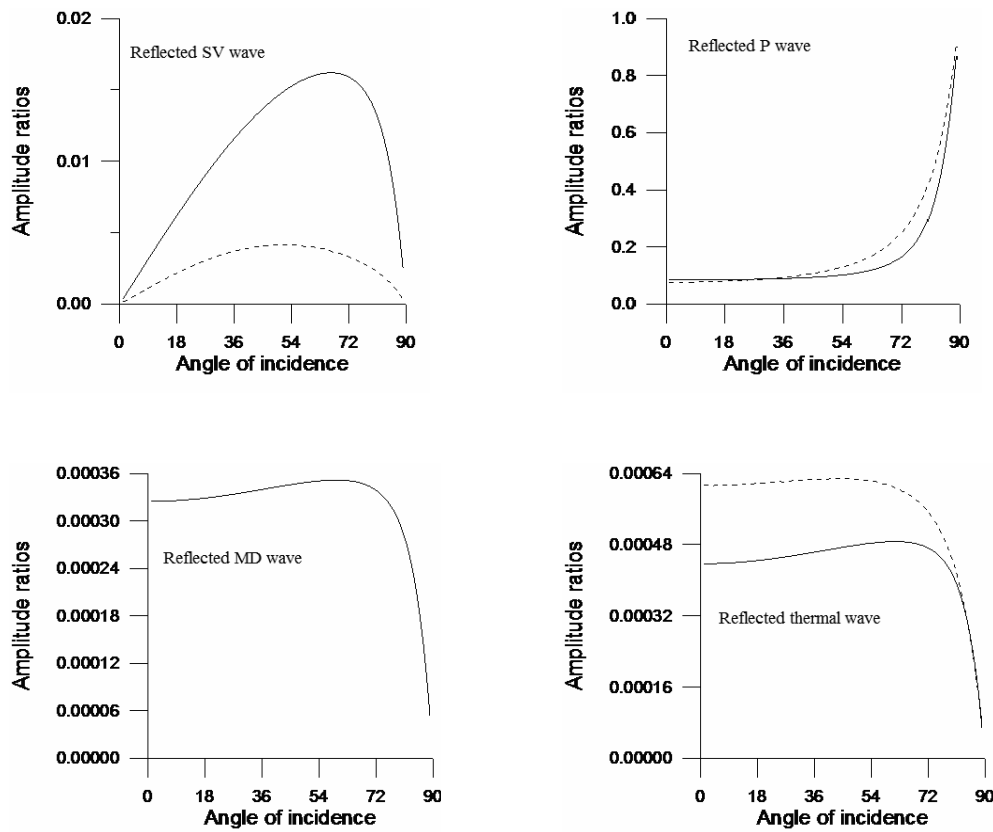 0.02
Reflected SV wave
Amplitude ratios
0.01
0.00
0 18 36 54 72 90
Angle of incidence
1.0
Reflected P wave
0.8
Amplitude ratios
0.6
0.4
0.2
0.0
0 18 36 54 72 90
Angle of incidence
0.00036
0.00030
Reflected MD wave
0.00024
Amplitude ratios
0.00018
0.00012
0.00006
0.00000
0 18 36 54 72 90
Angle of incidence
0.00064
0.00048
Amplitude ratios
0.00032
Reflected thermal wave
0.00016
0.00000
0 18 36 54 72 90
Angle of incidence